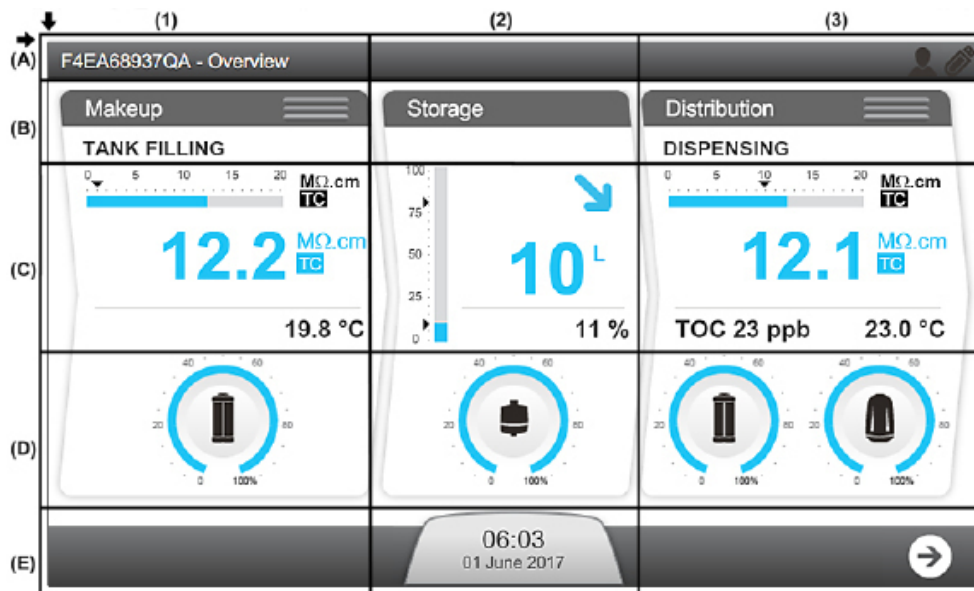 (1) (2) (3)
(A) F4EA68937QA - Overview
(B) Makeup Storage Distribution
TANK FILLING DISPENSING
0 5 10 15 20 MΩ.cm
TC
100
75
50
25
0
0 5 10 15 20 MΩ.cm
TC
(C) 12.2 MΩ.cm
TC
10 L
12.1 MΩ.cm
TC
19.8 °C 11 % TOC 23 ppb 23.0 °C
(D)
0 20 40 60 80 100%
0 20 40 60 80 100%
0 20 40 60 80 100%
0 20 40 60 80 100%
(E) 06:03
01 June 2017